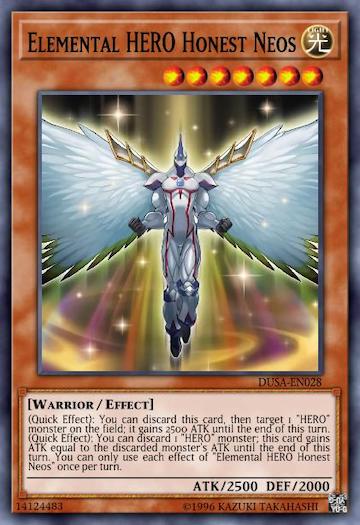 ELEMENTAL HERO HONEST NEOS
LIGHT
光
DUSA-EN028
[WARRIOR / EFFECT]
(Quick Effect): You can discard this card, then target 1 "HERO"
monster on the field; it gains 2500 ATK until the end of this turn.
(Quick Effect): You can discard 1 "HERO" monster; this card gains
ATK equal to the discarded monster's ATK until the end of this
turn. You can only use each effect of "Elemental HERO Honest
Neos" once per turn.
ATK/2500 DEF/2000
14124483
©1996 KAZUKI TAKAHASHI